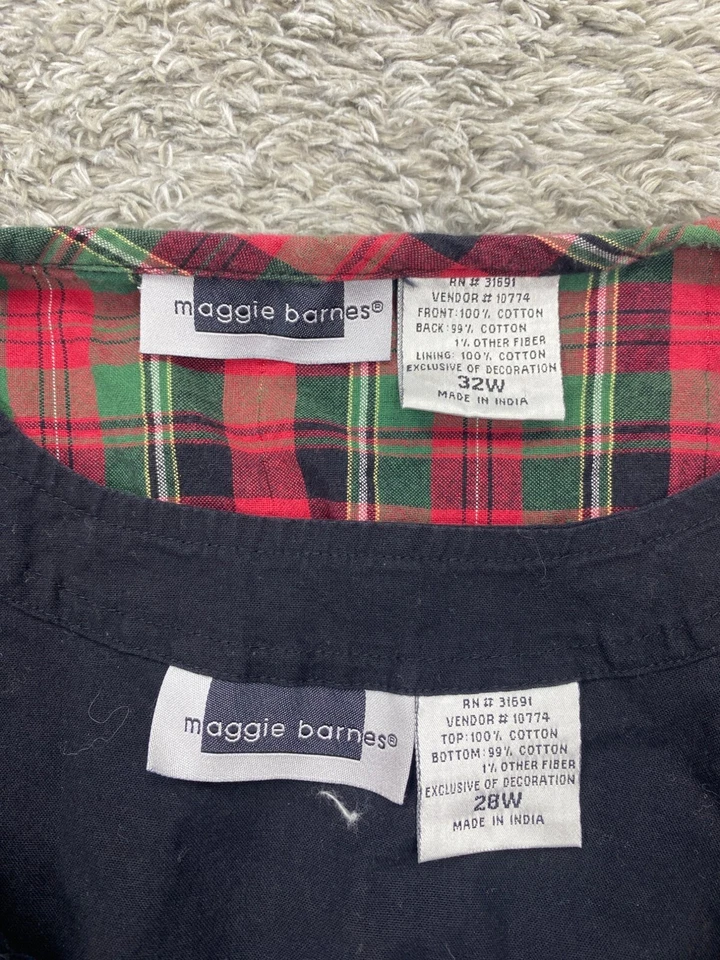 maggie barnes®
RN # 31691
VENDOR # 10774
FRONT: 100% COTTON
BACK: 99% COTTON
1% OTHER FIBER
LINING: 100% COTTON
EXCLUSIVE OF DECORATION
32W
MADE IN INDIA
maggie barnes®
RN # 31691
VENDOR # 10774
TOP: 100% COTTON
BOTTOM: 99% COTTON
1% OTHER FIBER
EXCLUSIVE OF DECORATION
28W
MADE IN INDIA